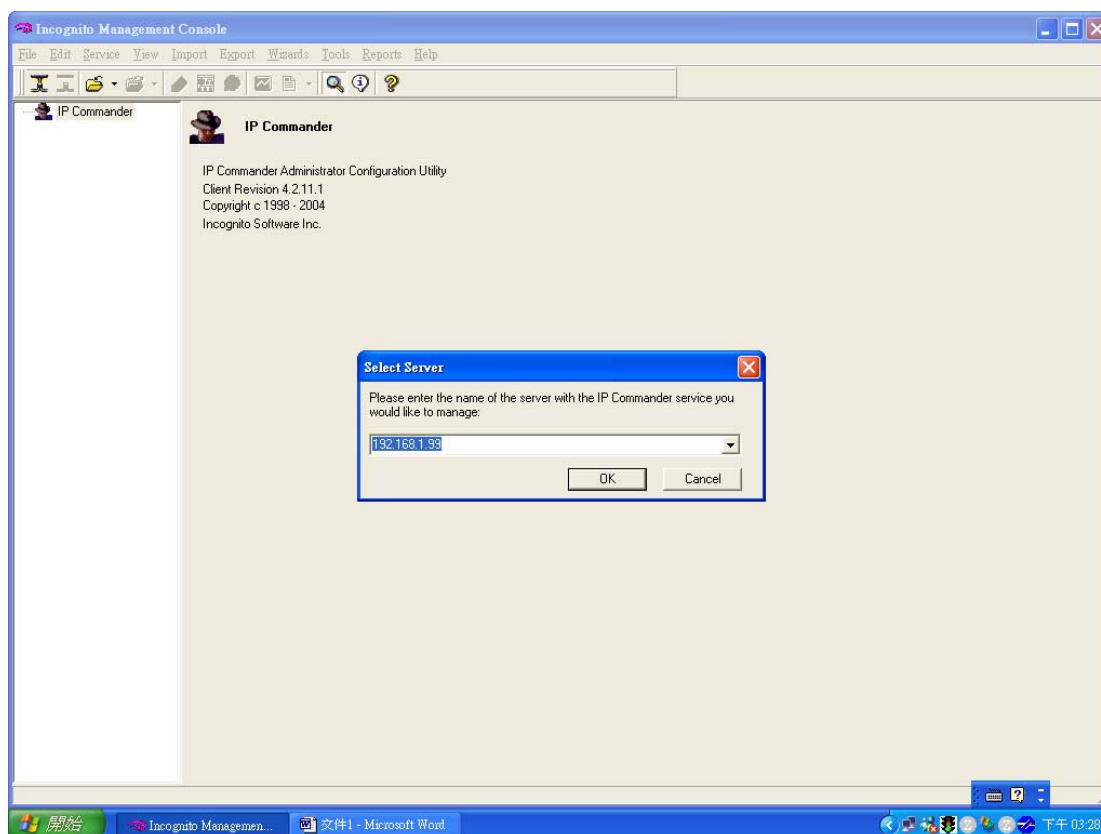 Incognito Management Console
File Edit Service View Import Export Wizards Tools Reports Help
IP Commander
IP Commander
IP Commander Administrator Configuration Utility
Client Revision 4.2.11.1
Copyright c 1998 - 2004
Incognito Software Inc.
Select Server
Please enter the name of the server with the IP Commander service you
would like to manage:
192.168.1.99
OK Cancel
開始 Incognito Managemen... 文件1 - Microsoft Word 下午 03:28